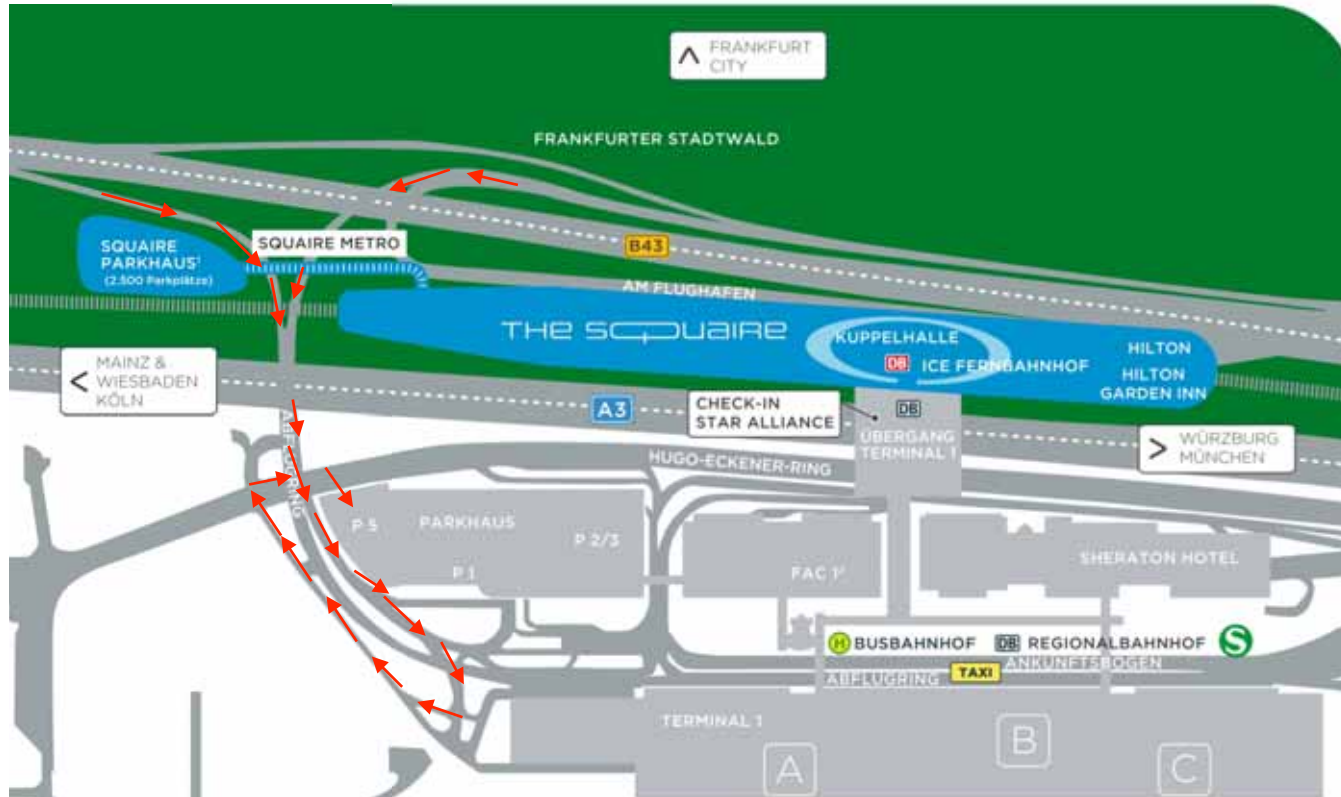 FRANKFURT
CITY
FRANKFURTER STADTWALD
SQUAIRE METRO
SQUAIRE
PARKHAUS¹
(2.500 Parkplätze)
B43
AM FLUGHAFEN
THE SQUAIRE
KUPPELHALLE
DB ICE FERNBAHNHOF
HILTON
HILTON
GARDEN INN
MAINZ &
WIESBADEN
KÖLN
A3
CHECK-IN
STAR ALLIANCE
DB
ÜBERGANG
TERMINAL 1
WÜRZBURG
MÜNCHEN
HUGO-ECKENER-RING
ABFLUGRING
P 5
PARKHAUS
P 2/3
P 1
FAC 1²
SHERATON HOTEL
H BUSBAHNHOF
DB REGIONALBAHNHOF
S
ANKUNFTSBOGEN
ABFLUGRING
TAXI
TERMINAL 1
A
B
C